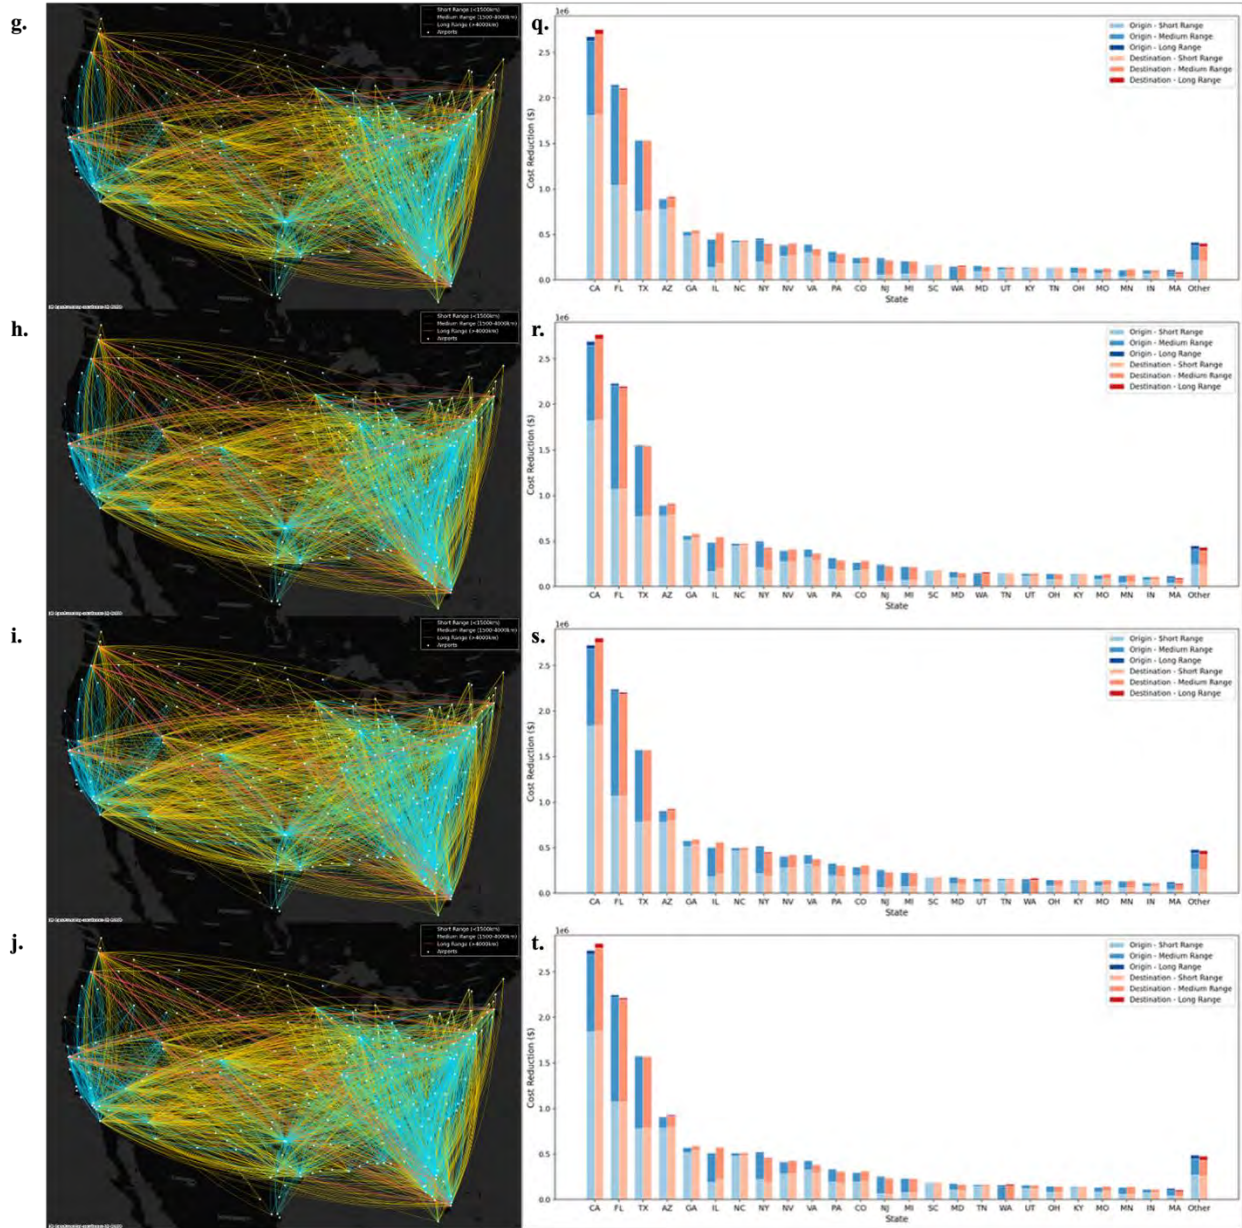 g.
Short Range (<1500km)
Medium Range (1500-4000km)
Long Range (>4000km)
Airports
q.
1e6
Origin - Short Range
Origin - Medium Range
Origin - Long Range
Destination - Short Range
Destination - Medium Range
Destination - Long Range
Cost Reduction ($)
2.5
2.0
1.5
1.0
0.5
0.0
CA FL TX AZ GA IL NC NY NV VA PA CO NJ MI SC WA MD UT KY TN OH MO MN IN MA Other
State
h.
Short Range (<1500km)
Medium Range (1500-4000km)
Long Range (>4000km)
Airports
r.
1e6
Origin - Short Range
Origin - Medium Range
Origin - Long Range
Destination - Short Range
Destination - Medium Range
Destination - Long Range
Cost Reduction ($)
2.5
2.0
1.5
1.0
0.5
0.0
CA FL TX AZ GA IL NC NY NV VA PA CO NJ MI SC MD WA TN UT OH KY MO MN IN MA Other
State
i.
Short Range (<1500km)
Medium Range (1500-4000km)
Long Range (>4000km)
Airports
s.
1e6
Origin - Short Range
Origin - Medium Range
Origin - Long Range
Destination - Short Range
Destination - Medium Range
Destination - Long Range
Cost Reduction ($)
2.5
2.0
1.5
1.0
0.5
0.0
CA FL TX AZ GA IL NC NY NV VA PA CO NJ MI SC MD UT TN WA OH KY MO MN IN MA Other
State
j.
Short Range (<1500km)
Medium Range (1500-4000km)
Long Range (>4000km)
Airports
t.
1e6
Origin - Short Range
Origin - Medium Range
Origin - Long Range
Destination - Short Range
Destination - Medium Range
Destination - Long Range
Cost Reduction ($)
2.5
2.0
1.5
1.0
0.5
0.0
CA FL TX AZ GA IL NC NY NV VA PA CO NJ MI SC MD TN WA UT OH KY MO MN IN MA Other
State